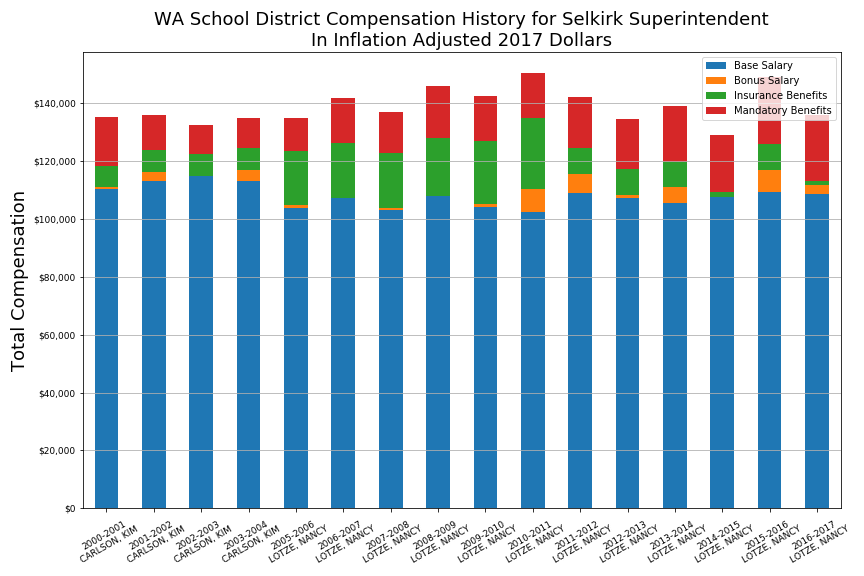 WA School District Compensation History for Selkirk Superintendent
In Inflation Adjusted 2017 Dollars
Base Salary
Bonus Salary
Insurance Benefits
Mandatory Benefits
Total Compensation
$140,000
$120,000
$100,000
$80,000
$60,000
$40,000
$20,000
$0
2000-2001
CARLSON, KIM
2001-2002
CARLSON, KIM
2002-2003
CARLSON, KIM
2003-2004
CARLSON, KIM
2005-2006
LOTZE, NANCY
2006-2007
LOTZE, NANCY
2007-2008
LOTZE, NANCY
2008-2009
LOTZE, NANCY
2009-2010
LOTZE, NANCY
2010-2011
LOTZE, NANCY
2011-2012
LOTZE, NANCY
2012-2013
LOTZE, NANCY
2013-2014
LOTZE, NANCY
2014-2015
LOTZE, NANCY
2015-2016
LOTZE, NANCY
2016-2017
LOTZE, NANCY